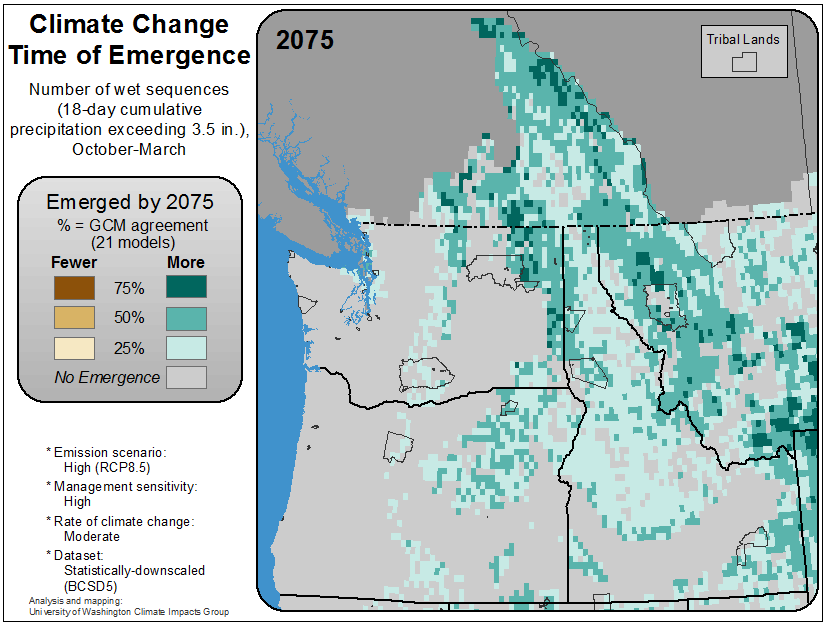 Climate Change
Time of Emergence
Number of wet sequences
(18-day cumulative
precipitation exceeding 3.5 in.),
October-March
Emerged by 2075
% = GCM agreement
(21 models)
Fewer More
75%
50%
25%
No Emergence
* Emission scenario:
High (RCP8.5)
* Management sensitivity:
High
* Rate of climate change:
Moderate
* Dataset:
Statistically-downscaled
(BCSD5)
Analysis and mapping:
University of Washington Climate Impacts Group
2075
Tribal Lands